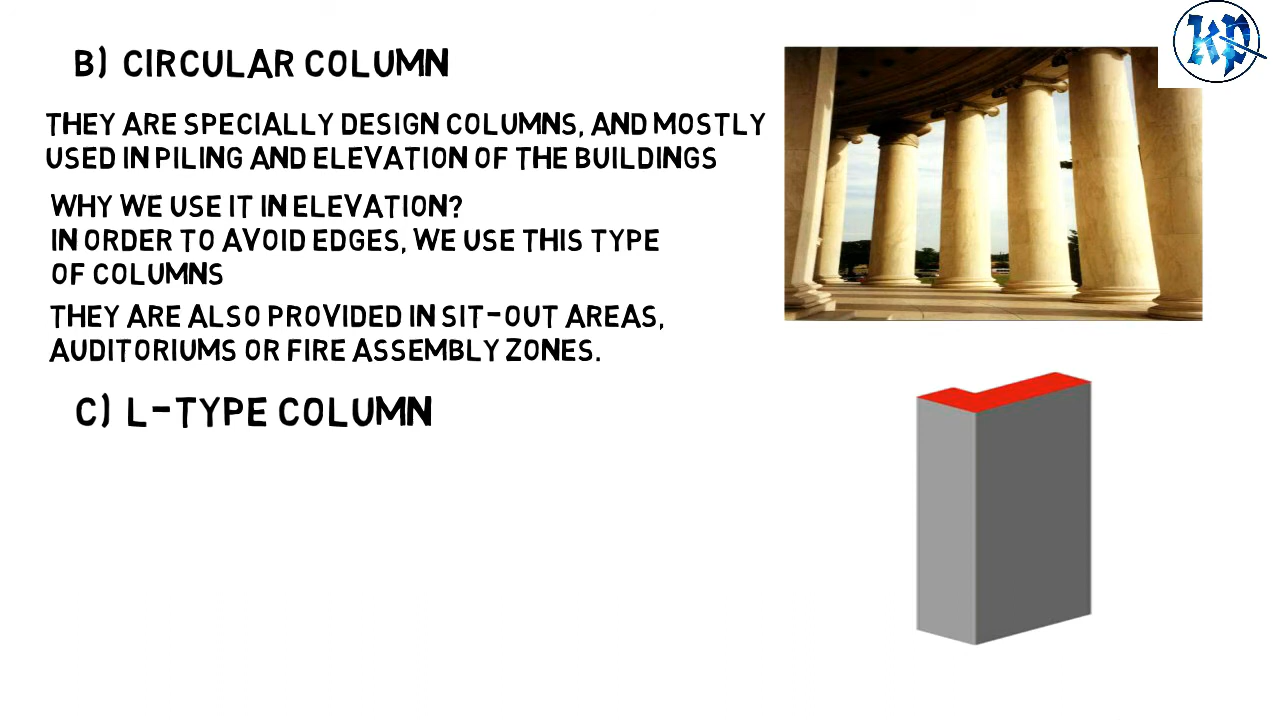 B) CIRCULAR COLUMN
THEY ARE SPECIALLY DESIGN COLUMNS, AND MOSTLY
USED IN PILING AND ELEVATION OF THE BUILDINGS
WHY WE USE IT IN ELEVATION?
IN ORDER TO AVOID EDGES, WE USE THIS TYPE
OF COLUMNS
THEY ARE ALSO PROVIDED IN SIT-OUT AREAS,
AUDITORIUMS OR FIRE ASSEMBLY ZONES.
C) L-TYPE COLUMN
KP